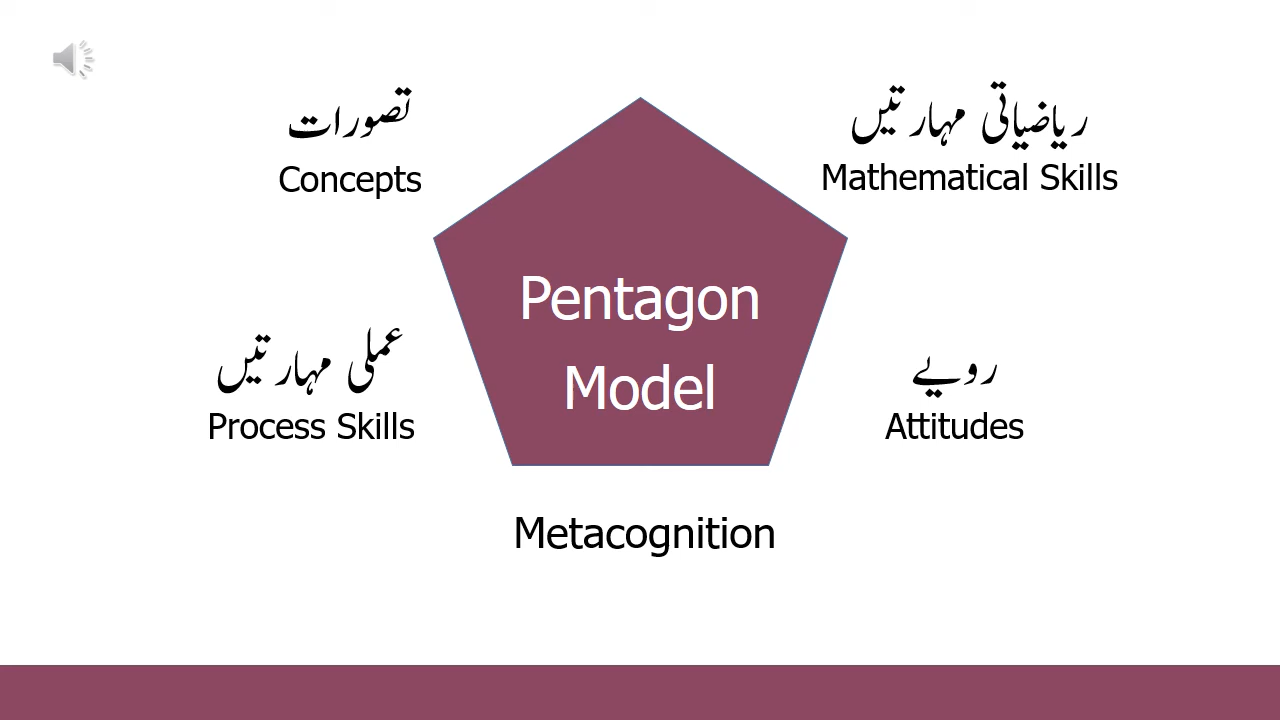 تصورات
Concepts
ریاضیاتی مہارتیں
Mathematical Skills
Pentagon
Model
عملی مہارتیں
Process Skills
رویے
Attitudes
Metacognition